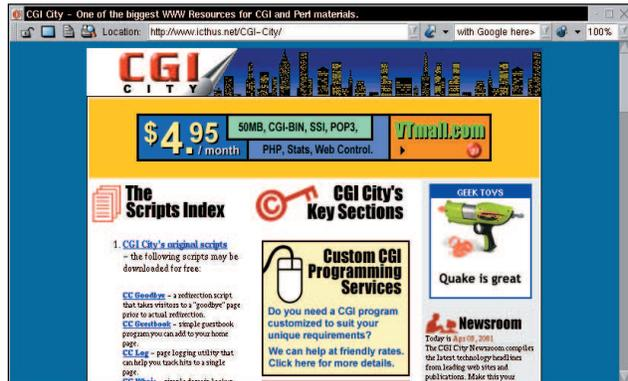 CGI City - One of the biggest WWW Resources for CGI and Perl materials.
Location: http://www.icthus.net/CGI-City/
with Google here>
100%
CGI
CITY
$4.95 / month
50MB, CGI-BIN, SSI, POP3,
PHP, Stats, Web Control.
VTmall.com
The
Scripts Index
1. CGI City's original scripts
- the following scripts may be
downloaded for free:
CC Goodbye - a redirection script
that takes visitors to a "goodbye" page
prior to actual redirection.
CC Guestbook - simple guestbook
program you can add to your home
page.
CC Log - page logging utility that
can help you track hits to a single
page.
CC Whois - simple domain lookup
CGI City's
Key Sections
Custom CGI
Programming
Services
Do you need a CGI program
customized to suit your
unique requirements?
We can help at friendly rates.
Click here for more details.
GEEK TOYS
Quake is great
Newsroom
Today is Apr 08, 2001
The CGI City Newsroom compiles
the latest technology headlines
from leading web sites and
publications. Make this your